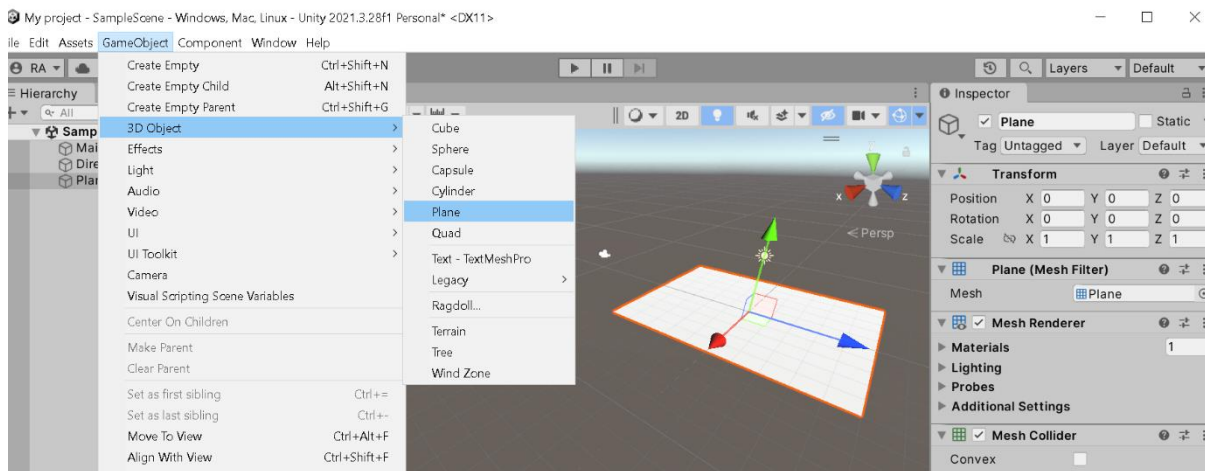 My project - SampleScene - Windows, Mac, Linux - Unity 2021.3.28f1 Personal* <DX11>
ile Edit Assets GameObject Component Window Help
RA
Layers Default
Hierarchy
All
Samp
Mai
Dire
Plan
Create Empty Ctrl+Shift+N
Create Empty Child Alt+Shift+N
Create Empty Parent Ctrl+Shift+G
3D Object
Effects
Light
Audio
Video
UI
UI Toolkit
Camera
Visual Scripting Scene Variables
Center On Children
Make Parent
Clear Parent
Set as first sibling Ctrl+=
Set as last sibling Ctrl+-
Move To View Ctrl+Alt+F
Align With View Ctrl+Shift+F
Cube
Sphere
Capsule
Cylinder
Plane
Quad
Text - TextMeshPro
Legacy
Ragdoll...
Terrain
Tree
Wind Zone
2D
x z
Persp
Inspector
Plane Static
Tag Untagged Layer Default
Transform
Position X 0 Y 0 Z 0
Rotation X 0 Y 0 Z 0
Scale X 1 Y 1 Z 1
Plane (Mesh Filter)
Mesh Plane
Mesh Renderer
Materials 1
Lighting
Probes
Additional Settings
Mesh Collider
Convex